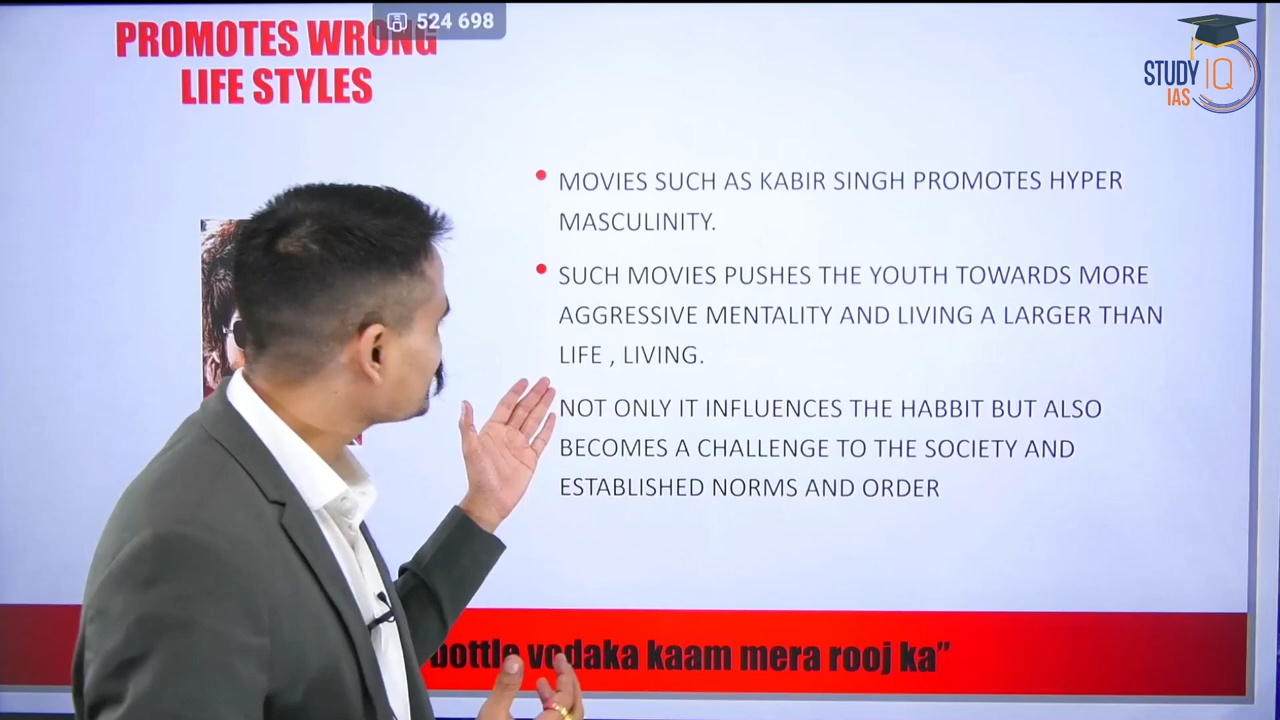 524 698
PROMOTES WRONG
LIFE STYLES
STUDY IQ
IAS
MOVIES SUCH AS KABIR SINGH PROMOTES HYPER
MASCULINITY.
SUCH MOVIES PUSHES THE YOUTH TOWARDS MORE
AGGRESSIVE MENTALITY AND LIVING A LARGER THAN
LIFE , LIVING.
NOT ONLY IT INFLUENCES THE HABBIT BUT ALSO
BECOMES A CHALLENGE TO THE SOCIETY AND
ESTABLISHED NORMS AND ORDER
bottle vodaka kaam mera rooj ka”